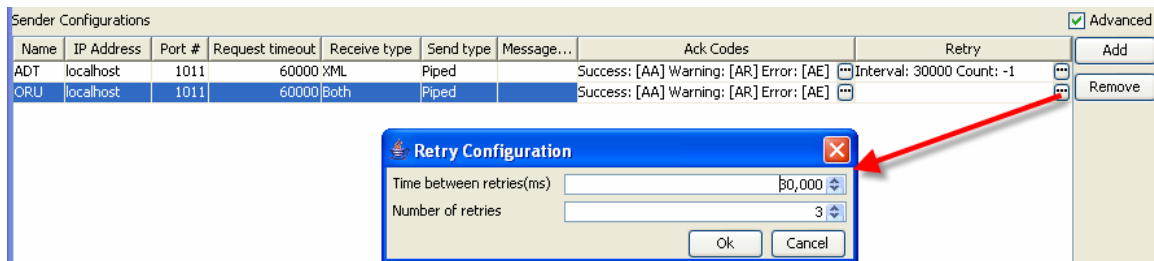 Sender Configurations Advanced
Name IP Address Port # Request timeout Receive type Send type Message... Ack Codes Retry Add
ADT localhost 1011 60000 XML Piped Success: [AA] Warning: [AR] Error: [AE] Interval: 30000 Count: -1
ORU localhost 1011 60000 Both Piped Success: [AA] Warning: [AR] Error: [AE] Remove
Retry Configuration
Time between retries(ms) 30,000
Number of retries 3
Ok Cancel